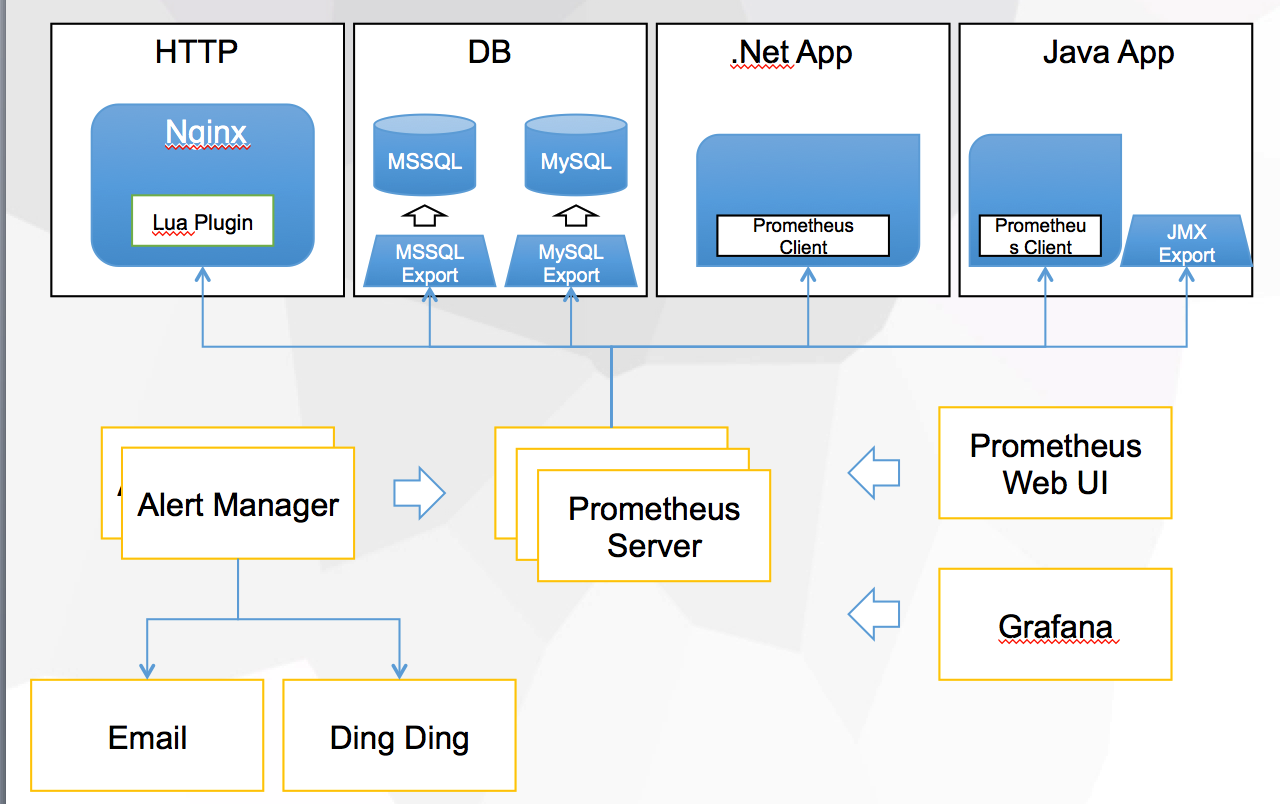 HTTP
DB
.Net App
Java App
Nginx
Lua Plugin
MSSQL
MySQL
MSSQL
Export
MySQL
Export
Prometheus
Client
Prometheu
s Client
JMX
Export
Alert Manager
Prometheus
Server
Prometheus
Web UI
Grafana
Email
Ding Ding